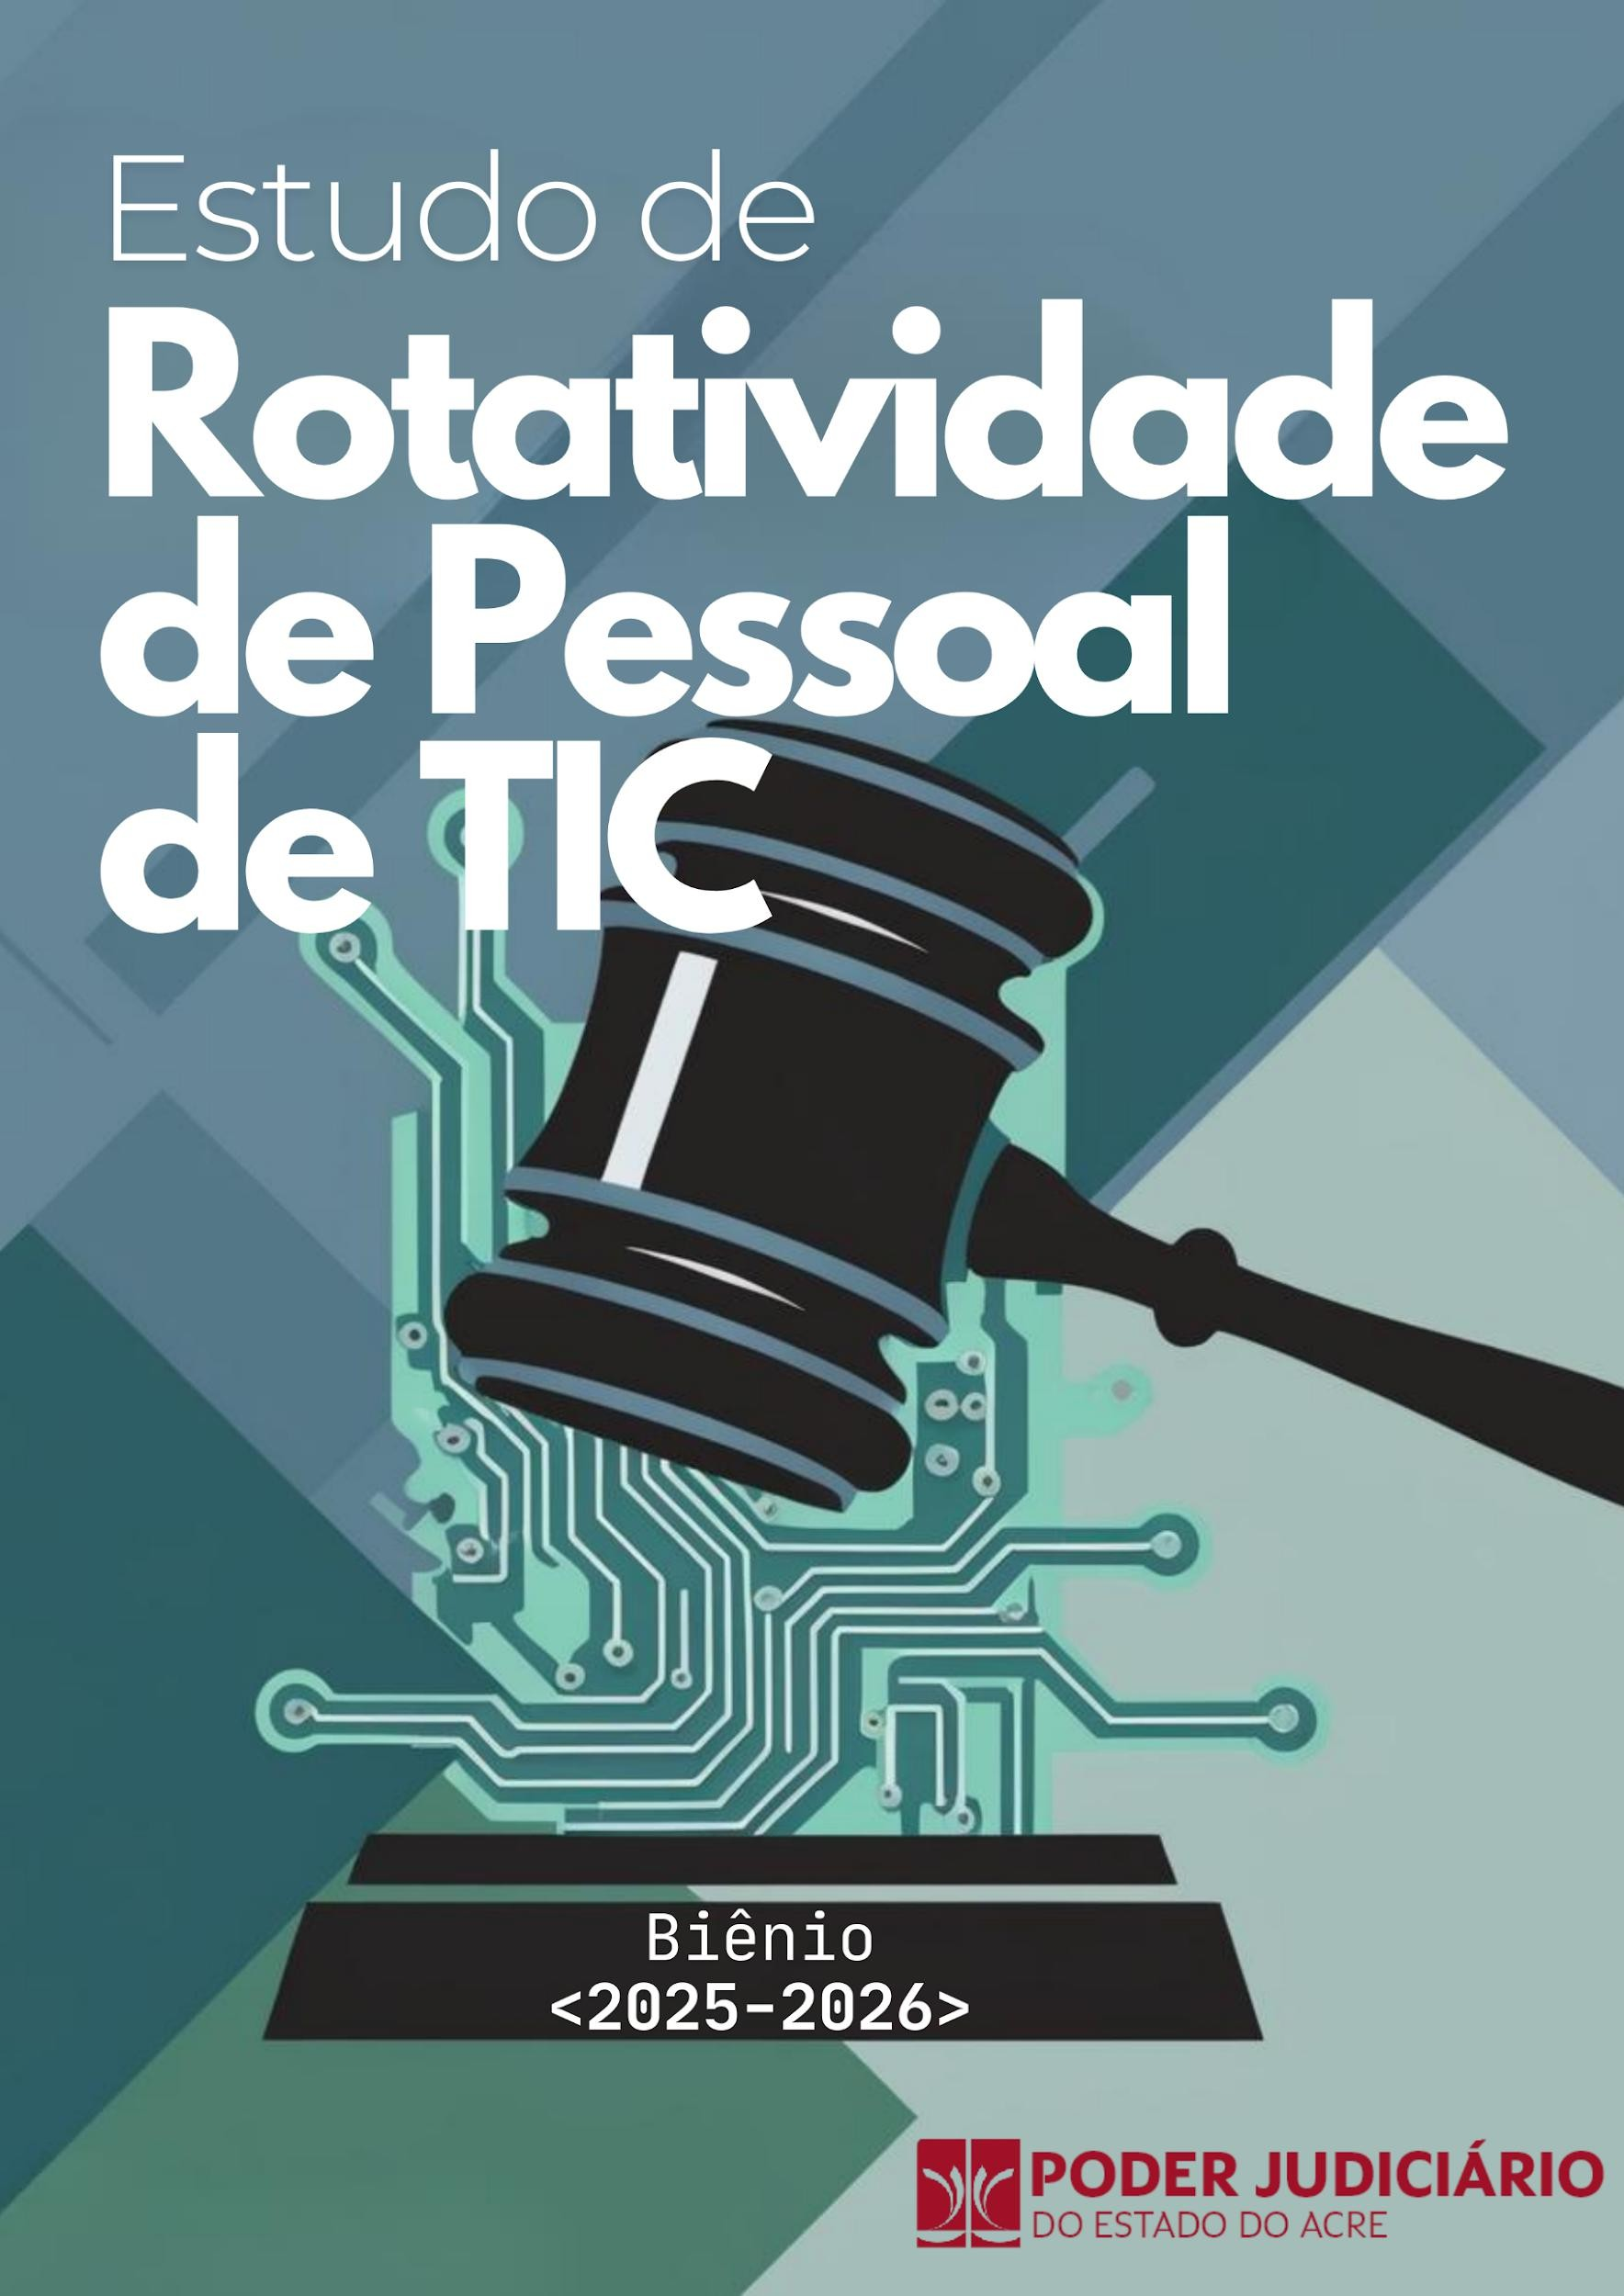 Estudo de
Rotatividade
de Pessoal
de TIC
Biênio
<2025-2026>
PODER JUDICIÁRIO
DO ESTADO DO ACRE